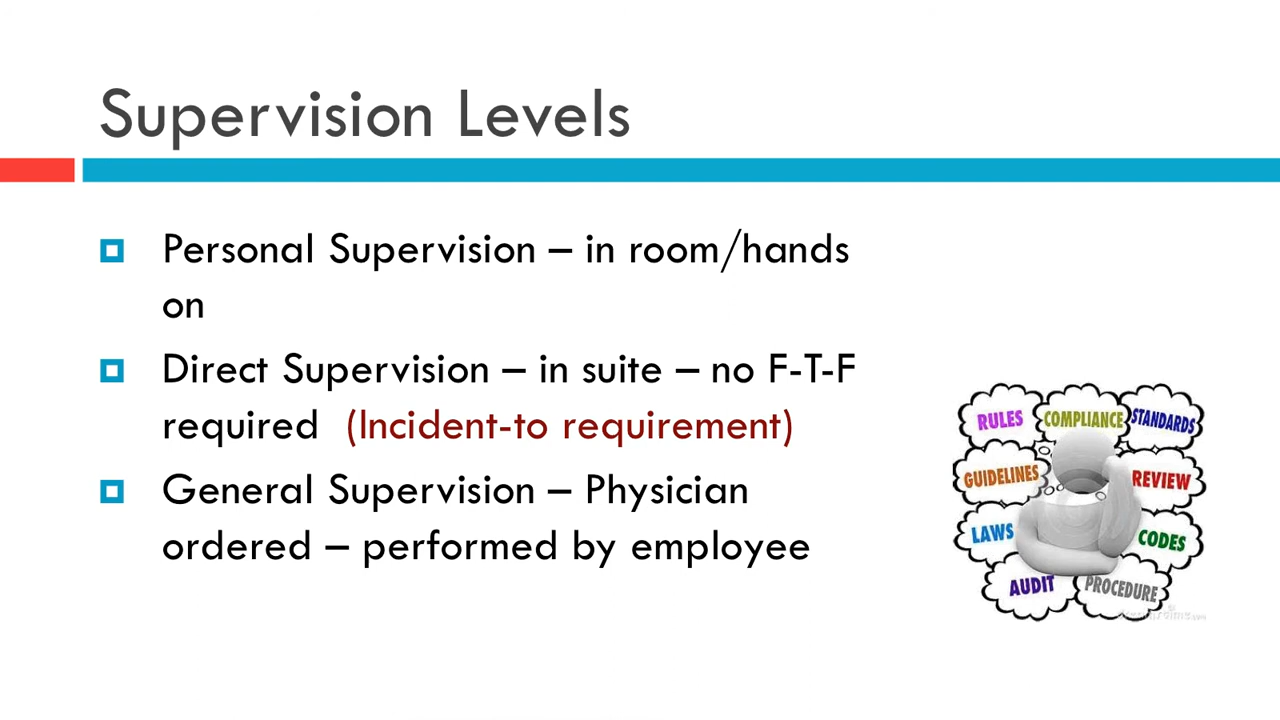 Supervision Levels
Personal Supervision – in room/hands
on
Direct Supervision – in suite – no F-T-F
required (Incident-to requirement)
General Supervision – Physician
ordered – performed by employee
RULES COMPLIANCE STANDARDS
GUIDELINES REVIEW
LAWS CODES
AUDIT PROCEDURE